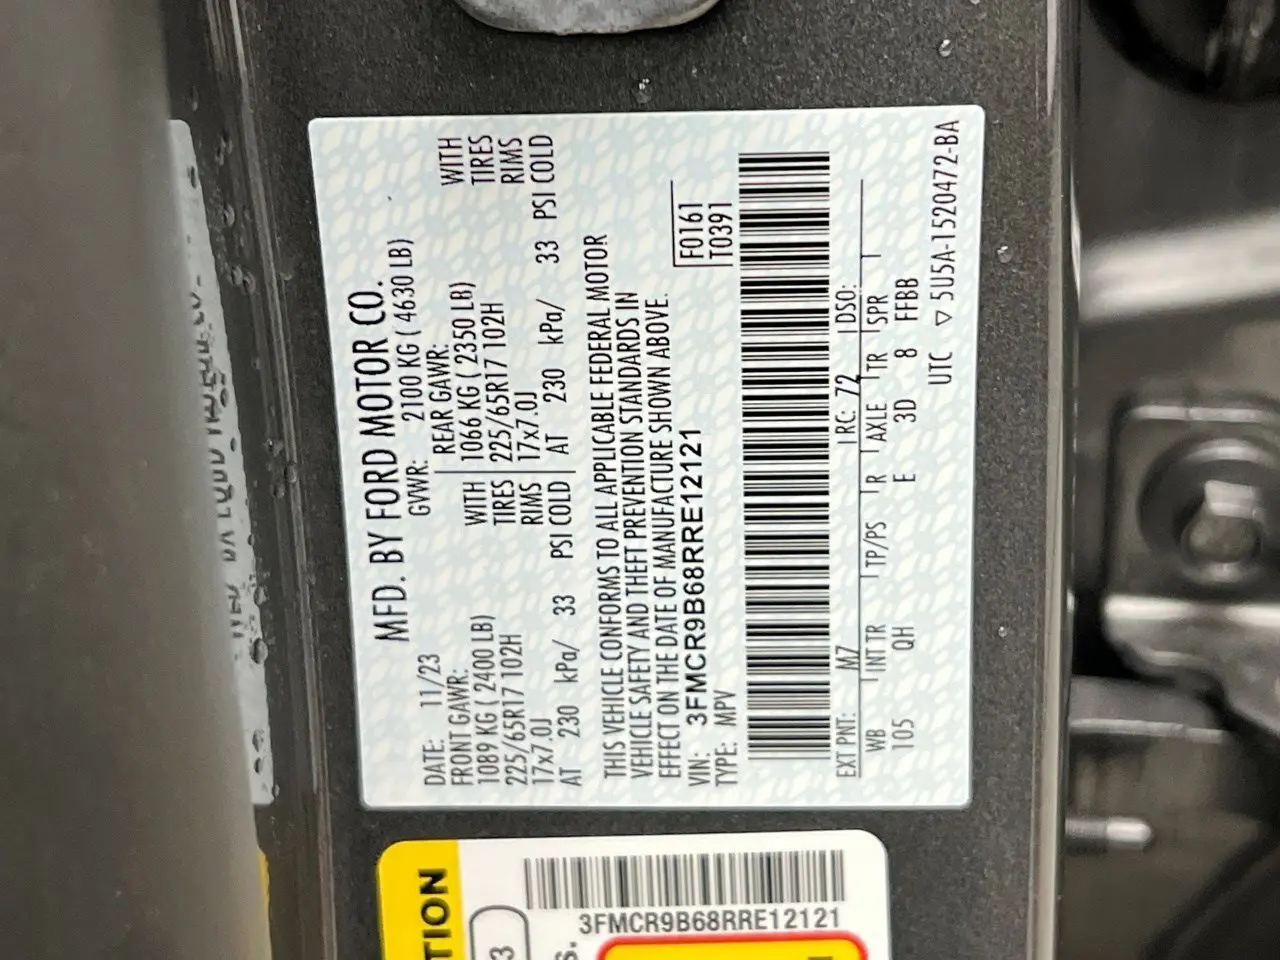 MFD. BY FORD MOTOR CO.
DATE: 11/23 GVWR: 2100 KG ( 4630 LB)
FRONT GAWR: REAR GAWR:
1089 KG ( 2400 LB) WITH 1066 KG ( 2350 LB) WITH
225/65R17 102H TIRES 225/65R17 102H TIRES
17x7.0J RIMS 17x7.0J RIMS
AT 230 kPa/ 33 PSI COLD AT 230 kPa/ 33 PSI COLD
THIS VEHICLE CONFORMS TO ALL APPLICABLE FEDERAL MOTOR
VEHICLE SAFETY AND THEFT PREVENTION STANDARDS IN
EFFECT ON THE DATE OF MANUFACTURE SHOWN ABOVE.
VIN: 3FMCR9B68RRE12121 F0161
TYPE: MPV T0391
EXT PNT: M7 RC: 72 DSO:
WB INT TR TP/PS R AXLE TR SPR
105 QH E 3D 8 FFBB
UTC ▽ 5U5A-1520472-BA
TION
3
S.
3FMCR9B68RRE12121